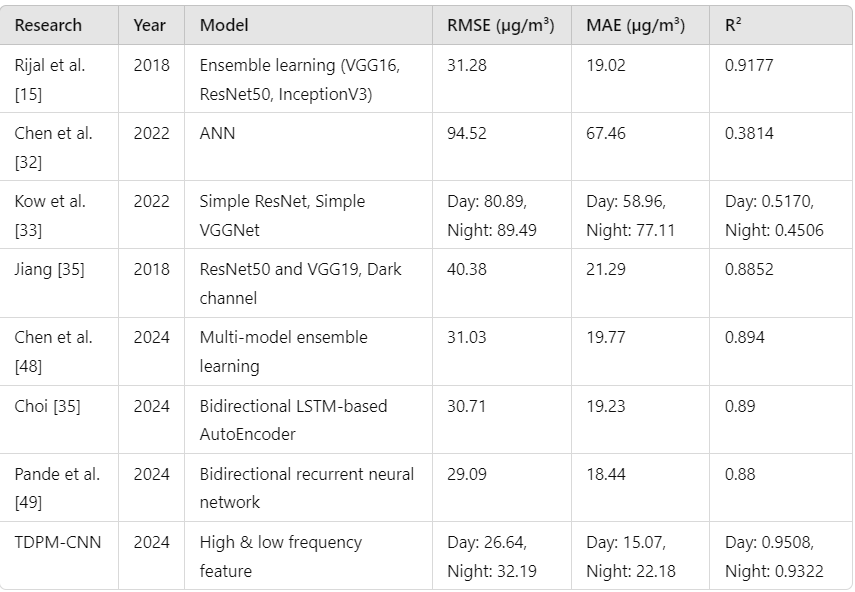 Research Year Model RMSE (µg/m³) MAE (µg/m³) R²
Rijal et al. 2018 Ensemble learning (VGG16, 31.28 19.02 0.9177
[15] ResNet50, InceptionV3)
Chen et al. 2022 ANN 94.52 67.46 0.3814
[32]
Kow et al. 2022 Simple ResNet, Simple Day: 80.89, Day: 58.96, Day: 0.5170,
[33] VGGNet Night: 89.49 Night: 77.11 Night: 0.4506
Jiang [35] 2018 ResNet50 and VGG19, Dark 40.38 21.29 0.8852
channel
Chen et al. 2024 Multi-model ensemble 31.03 19.77 0.894
[48] learning
Choi [35] 2024 Bidirectional LSTM-based 30.71 19.23 0.89
AutoEncoder
Pande et al. 2024 Bidirectional recurrent neural 29.09 18.44 0.88
[49] network
TDPM-CNN 2024 High & low frequency Day: 26.64, Day: 15.07, Day: 0.9508,
feature Night: 32.19 Night: 22.18 Night: 0.9322